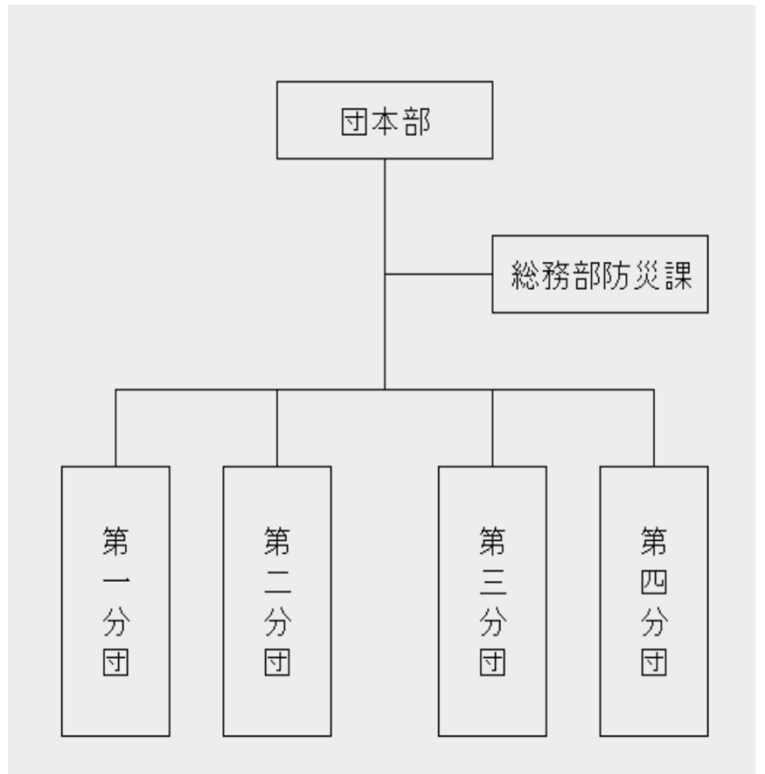 団本部
総務部防災課
第一分団
第二分団
第三分団
第四分団